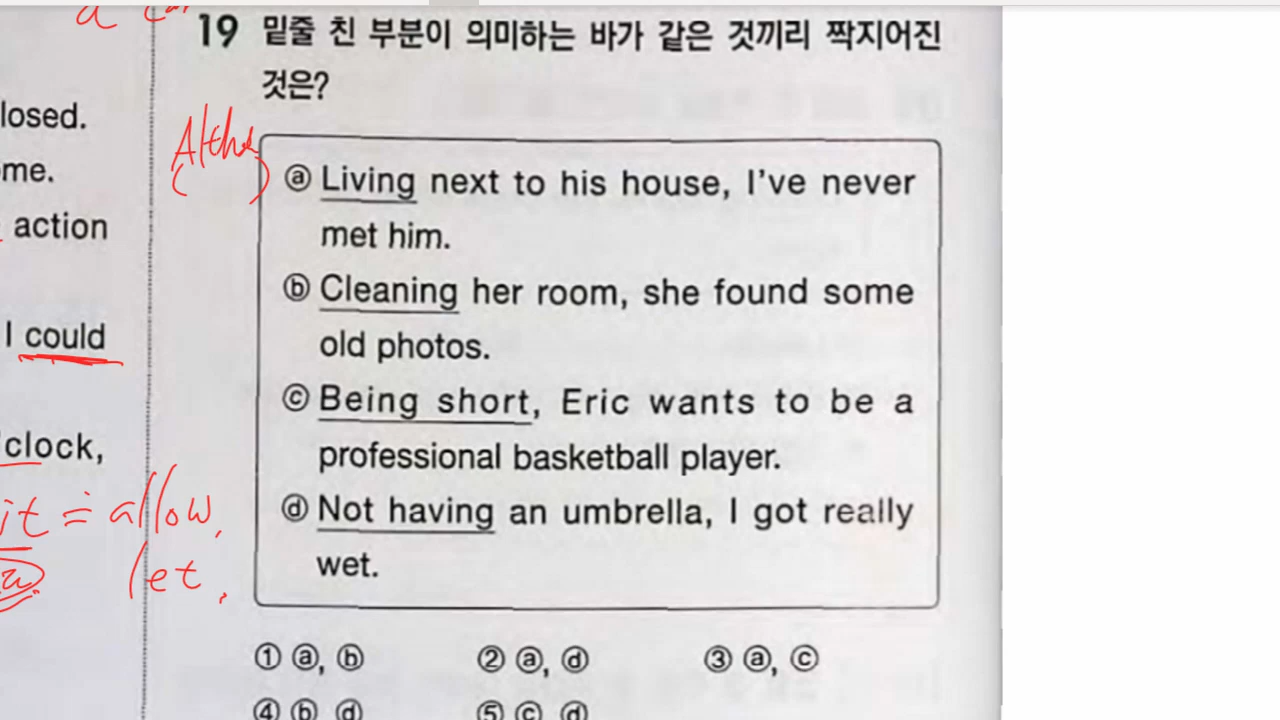 a
19 밑줄 친 부분이 의미하는 바가 같은 것끼리 짝지어진
것은?
losed.
me.
action
I could
'clock,
it = allow,
let,
( )
ⓐ Living next to his house, I've never
met him.
ⓑ Cleaning her room, she found some
old photos.
ⓒ Being short, Eric wants to be a
professional basketball player.
ⓓ Not having an umbrella, I got really
wet.
① ⓐ, ⓑ ② ⓐ, ⓓ ③ ⓐ, ⓒ
④ ⓑ, ⓓ ⑤ ⓒ, ⓓ